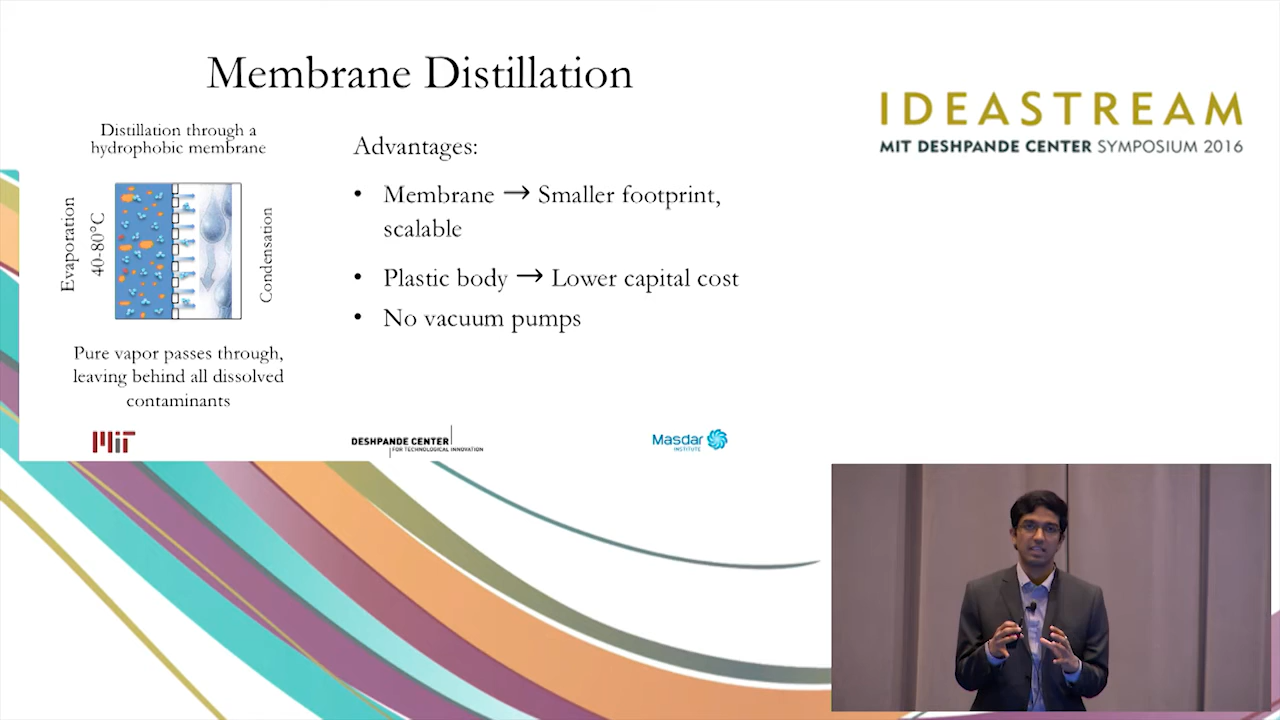 Membrane Distillation
Distillation through a
hydrophobic membrane
Evaporation
40-80°C
Condensation
Pure vapor passes through,
leaving behind all dissolved
contaminants
Advantages:
• Membrane → Smaller footprint,
scalable
• Plastic body → Lower capital cost
• No vacuum pumps
MIT
DESHPANDE CENTER
FOR TECHNOLOGICAL INNOVATION
Masdar
INSTITUTE
IDEASTREAM
MIT DESHPANDE CENTER SYMPOSIUM 2016